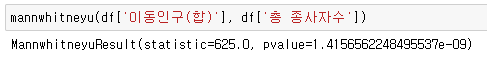 mannwhitneyu(df['이동인구(합)'], df['총 종사자수'])
MannwhitneyuResult(statistic=625.0, pvalue=1.4156562248495537e-09)